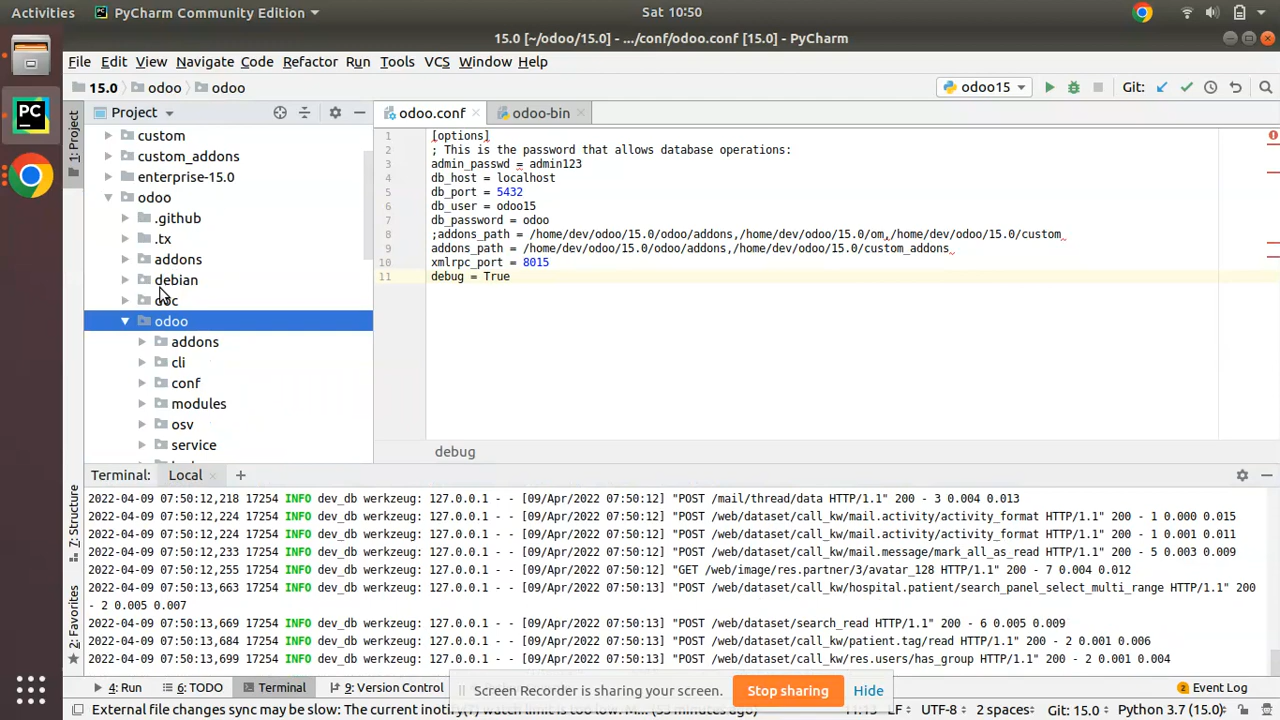 Activities PyCharm Community Edition Sat 10:50
15.0 [~/odoo/15.0] - .../conf/odoo.conf [15.0] - PyCharm
File Edit View Navigate Code Refactor Run Tools VCS Window Help
15.0 odoo odoo odoo15 Git:
1: Project
Project
custom
custom_addons
enterprise-15.0
odoo
.github
.tx
addons
debian
odoo
addons
cli
conf
modules
osv
service
odoo.conf odoo-bin
1 [options]
2 ; This is the password that allows database operations:
3 admin_passwd = admin123
4 db_host = localhost
5 db_port = 5432
6 db_user = odoo15
7 db_password = odoo
8 ;addons_path = /home/dev/odoo/15.0/odoo/addons,/home/dev/odoo/15.0/om,/home/dev/odoo/15.0/custom
9 addons_path = /home/dev/odoo/15.0/odoo/addons,/home/dev/odoo/15.0/custom_addons
10 xmlrpc_port = 8015
11 debug = True
debug
Terminal: Local +
7: Structure
2: Favorites
2022-04-09 07:50:12,218 17254 INFO dev_db werkzeug: 127.0.0.1 - - [09/Apr/2022 07:50:12] "POST /mail/thread/data HTTP/1.1" 200 - 3 0.004 0.013
2022-04-09 07:50:12,224 17254 INFO dev_db werkzeug: 127.0.0.1 - - [09/Apr/2022 07:50:12] "POST /web/dataset/call_kw/mail.activity/activity_format HTTP/1.1" 200 - 1 0.000 0.015
2022-04-09 07:50:12,224 17254 INFO dev_db werkzeug: 127.0.0.1 - - [09/Apr/2022 07:50:12] "POST /web/dataset/call_kw/mail.activity/activity_format HTTP/1.1" 200 - 1 0.001 0.011
2022-04-09 07:50:12,233 17254 INFO dev_db werkzeug: 127.0.0.1 - - [09/Apr/2022 07:50:12] "POST /web/dataset/call_kw/mail.message/mark_all_as_read HTTP/1.1" 200 - 5 0.003 0.009
2022-04-09 07:50:12,255 17254 INFO dev_db werkzeug: 127.0.0.1 - - [09/Apr/2022 07:50:12] "GET /web/image/res.partner/3/avatar_128 HTTP/1.1" 200 - 7 0.004 0.012
2022-04-09 07:50:13,663 17254 INFO dev_db werkzeug: 127.0.0.1 - - [09/Apr/2022 07:50:13] "POST /web/dataset/call_kw/hospital.patient/search_panel_select_multi_range HTTP/1.1" 200
- 2 0.005 0.007
2022-04-09 07:50:13,669 17254 INFO dev_db werkzeug: 127.0.0.1 - - [09/Apr/2022 07:50:13] "POST /web/dataset/search_read HTTP/1.1" 200 - 6 0.005 0.009
2022-04-09 07:50:13,684 17254 INFO dev_db werkzeug: 127.0.0.1 - - [09/Apr/2022 07:50:13] "POST /web/dataset/call_kw/patient.tag/read HTTP/1.1" 200 - 2 0.001 0.006
2022-04-09 07:50:13,699 17254 INFO dev_db werkzeug: 127.0.0.1 - - [09/Apr/2022 07:50:13] "POST /web/dataset/call_kw/res.users/has_group HTTP/1.1" 200 - 2 0.001 0.004
4: Run 6: TODO Terminal 9: Version Control Event Log
Screen Recorder is sharing your screen. Stop sharing Hide
External file changes sync may be slow: The current inotify(7) watch limit is too low. UTF-8 2 spaces Git: 15.0 Python 3.7 (15.0)